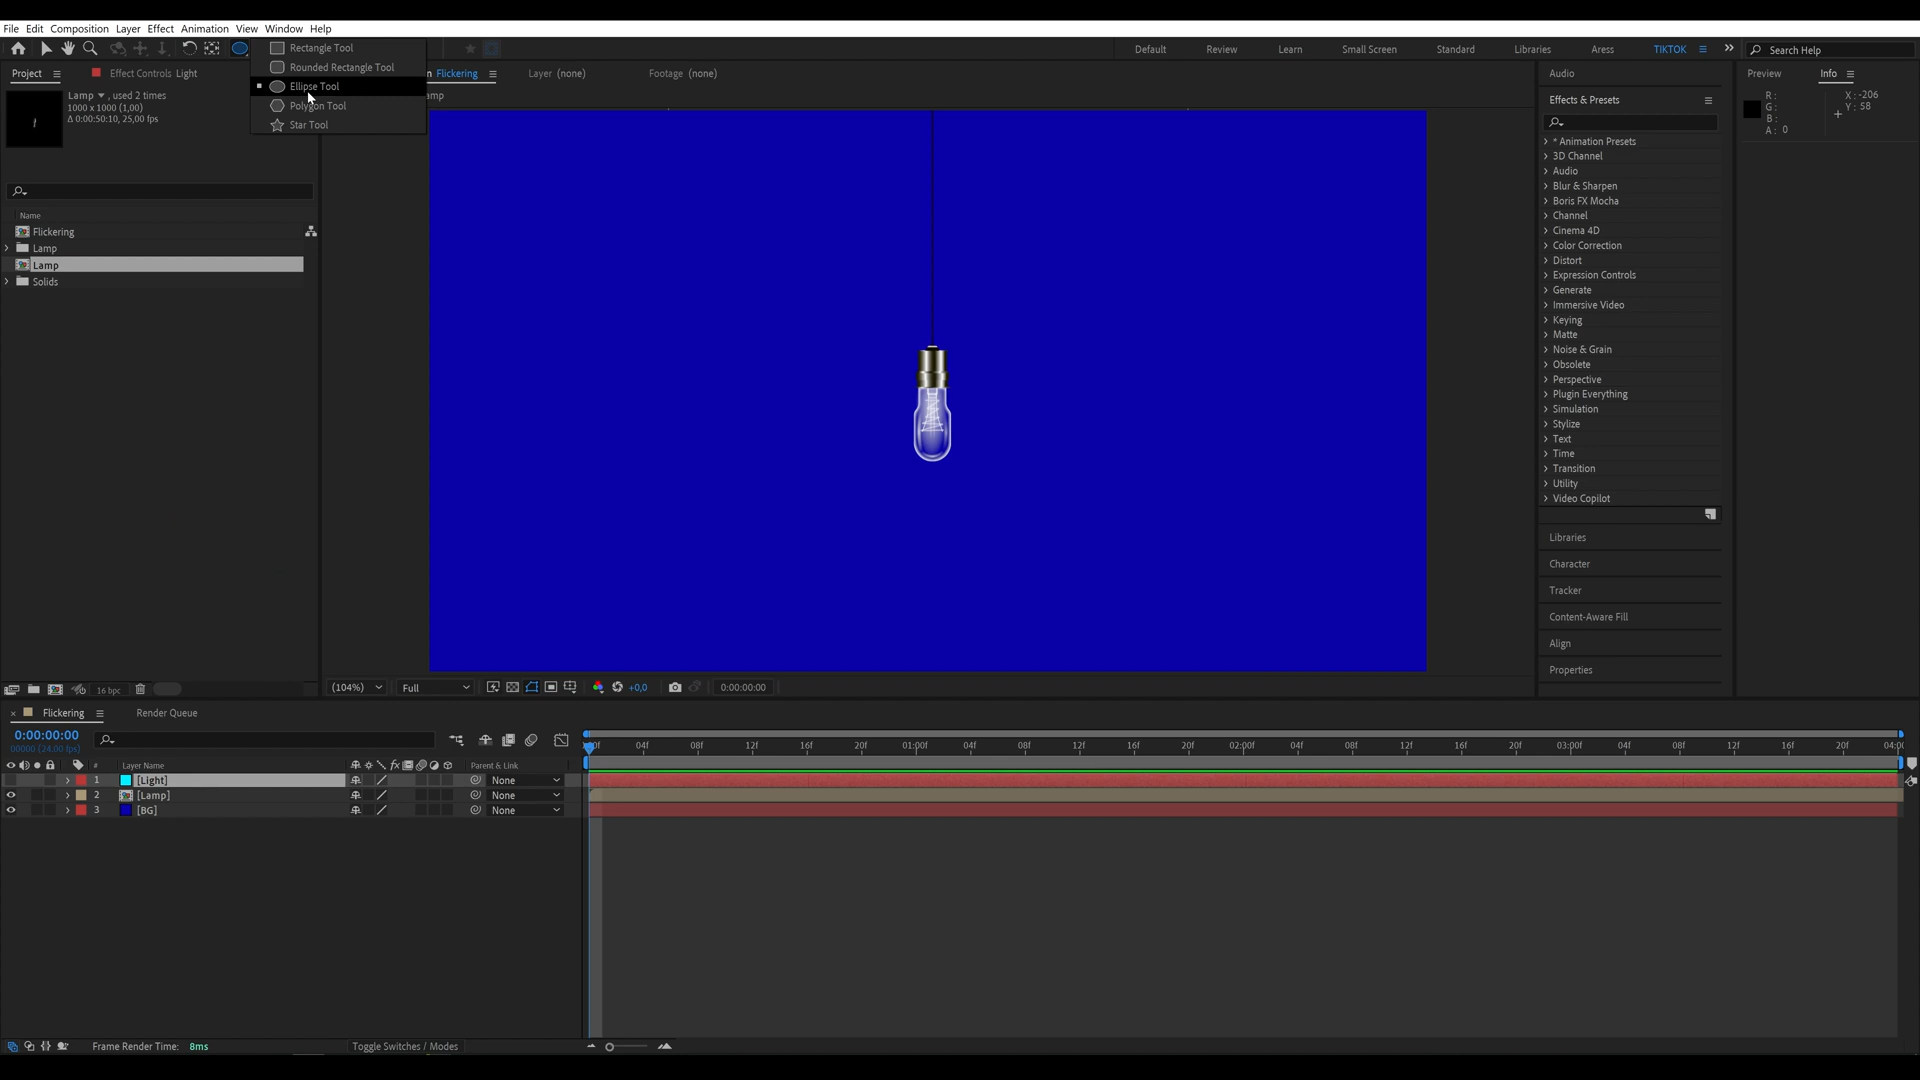 File Edit Composition Layer Effect Animation View Window Help
Default Review Learn Small Screen Standard Libraries Aress TIKTOK Search Help
Rectangle Tool
Rounded Rectangle Tool
Ellipse Tool
Polygon Tool
Star Tool
Project Effect Controls Light
Flickering Layer (none) Footage (none)
Lamp , used 2 times
1000 x 1000 (1,00)
Δ 0:00:50:10, 25,00 fps
Name
Flickering
Lamp
Lamp
Solids
16 bpc
(104%) Full +0,0 0:00:00:00
Audio
Effects & Presets
* Animation Presets
3D Channel
Audio
Blur & Sharpen
Boris FX Mocha
Channel
Cinema 4D
Color Correction
Distort
Expression Controls
Generate
Immersive Video
Keying
Matte
Noise & Grain
Obsolete
Perspective
Plugin Everything
Simulation
Stylize
Text
Time
Transition
Utility
Video Copilot
Libraries
Character
Tracker
Content-Aware Fill
Align
Properties
Preview Info
R :
G :
B :
A : 0
X : -206
Y : 58
Flickering Render Queue
0:00:00:00
00000 (24.00 fps)
04f 08f 12f 16f 20f 01:00f 04f 08f 12f 16f 20f 02:00f 04f 08f 12f 16f 20f 03:00f 04f 08f 12f 16f 20f
# Layer Name Parent & Link
1 [Light] None
2 [Lamp] None
3 [BG] None
Frame Render Time: 8ms Toggle Switches / Modes